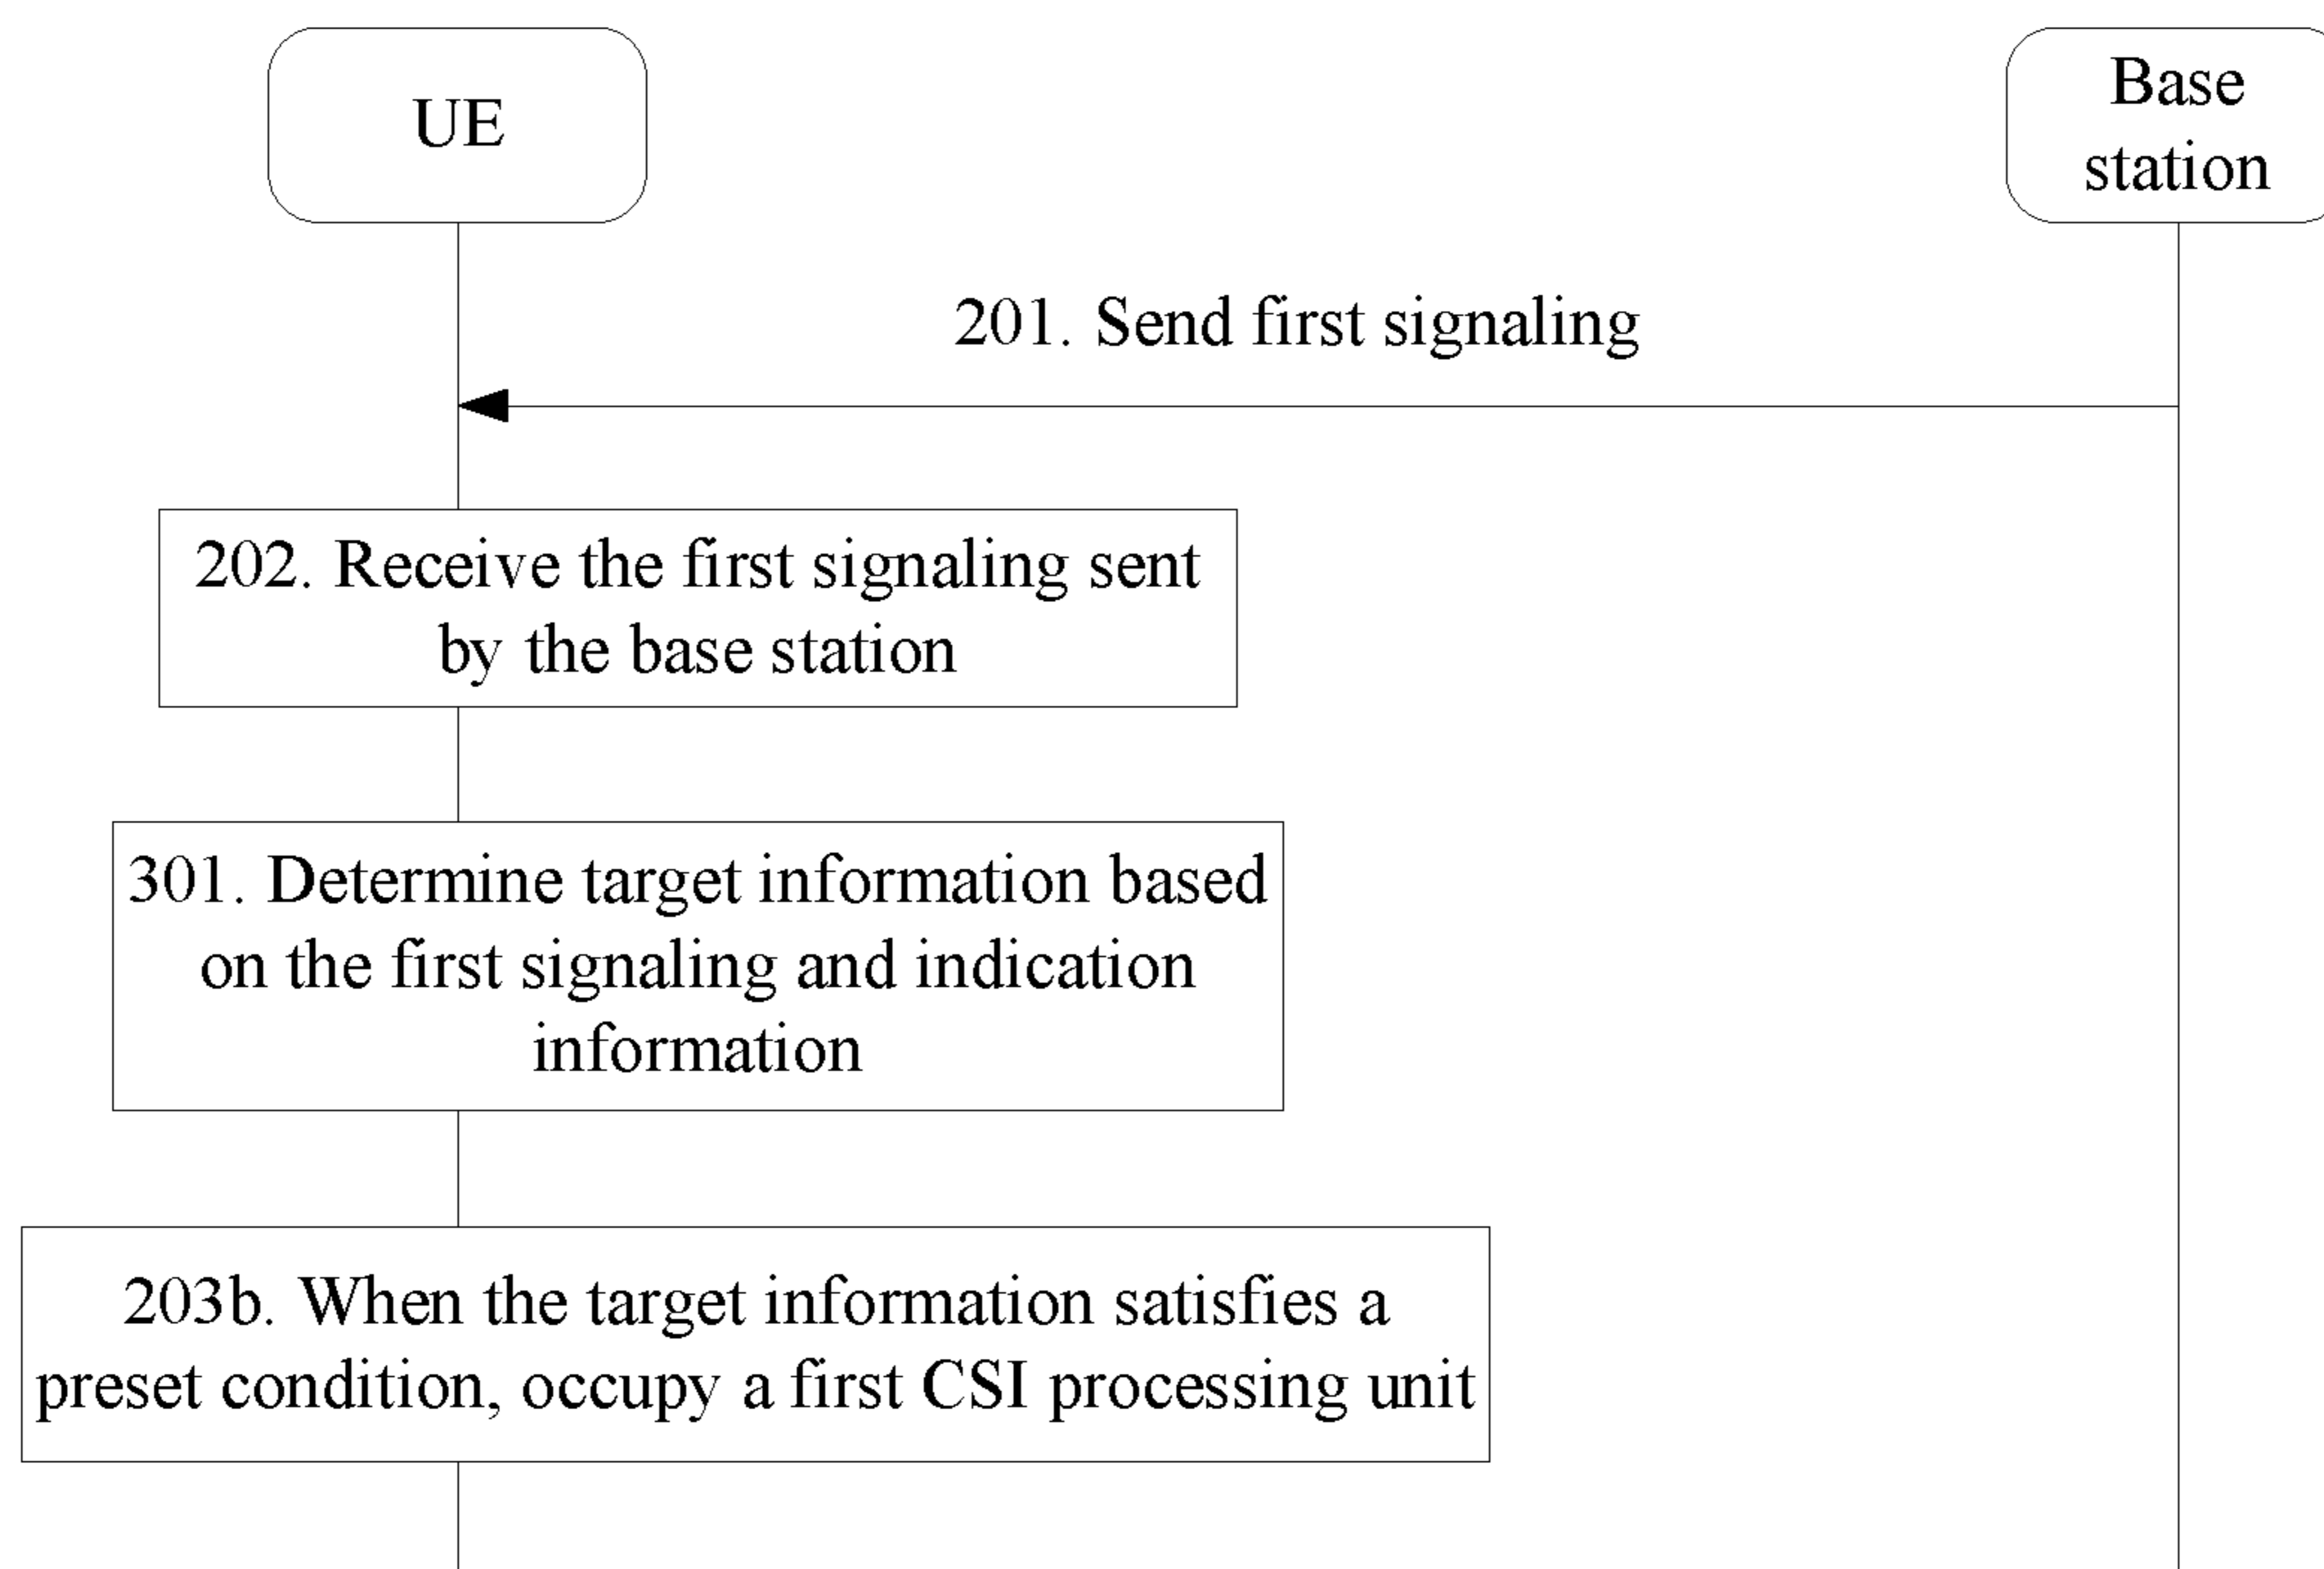 UE
Base
station
201. Send first signaling
202. Receive the first signaling sent
by the base station
301. Determine target information based
on the first signaling and indication
information
203b. When the target information satisfies a
preset condition, occupy a first CSI processing unit